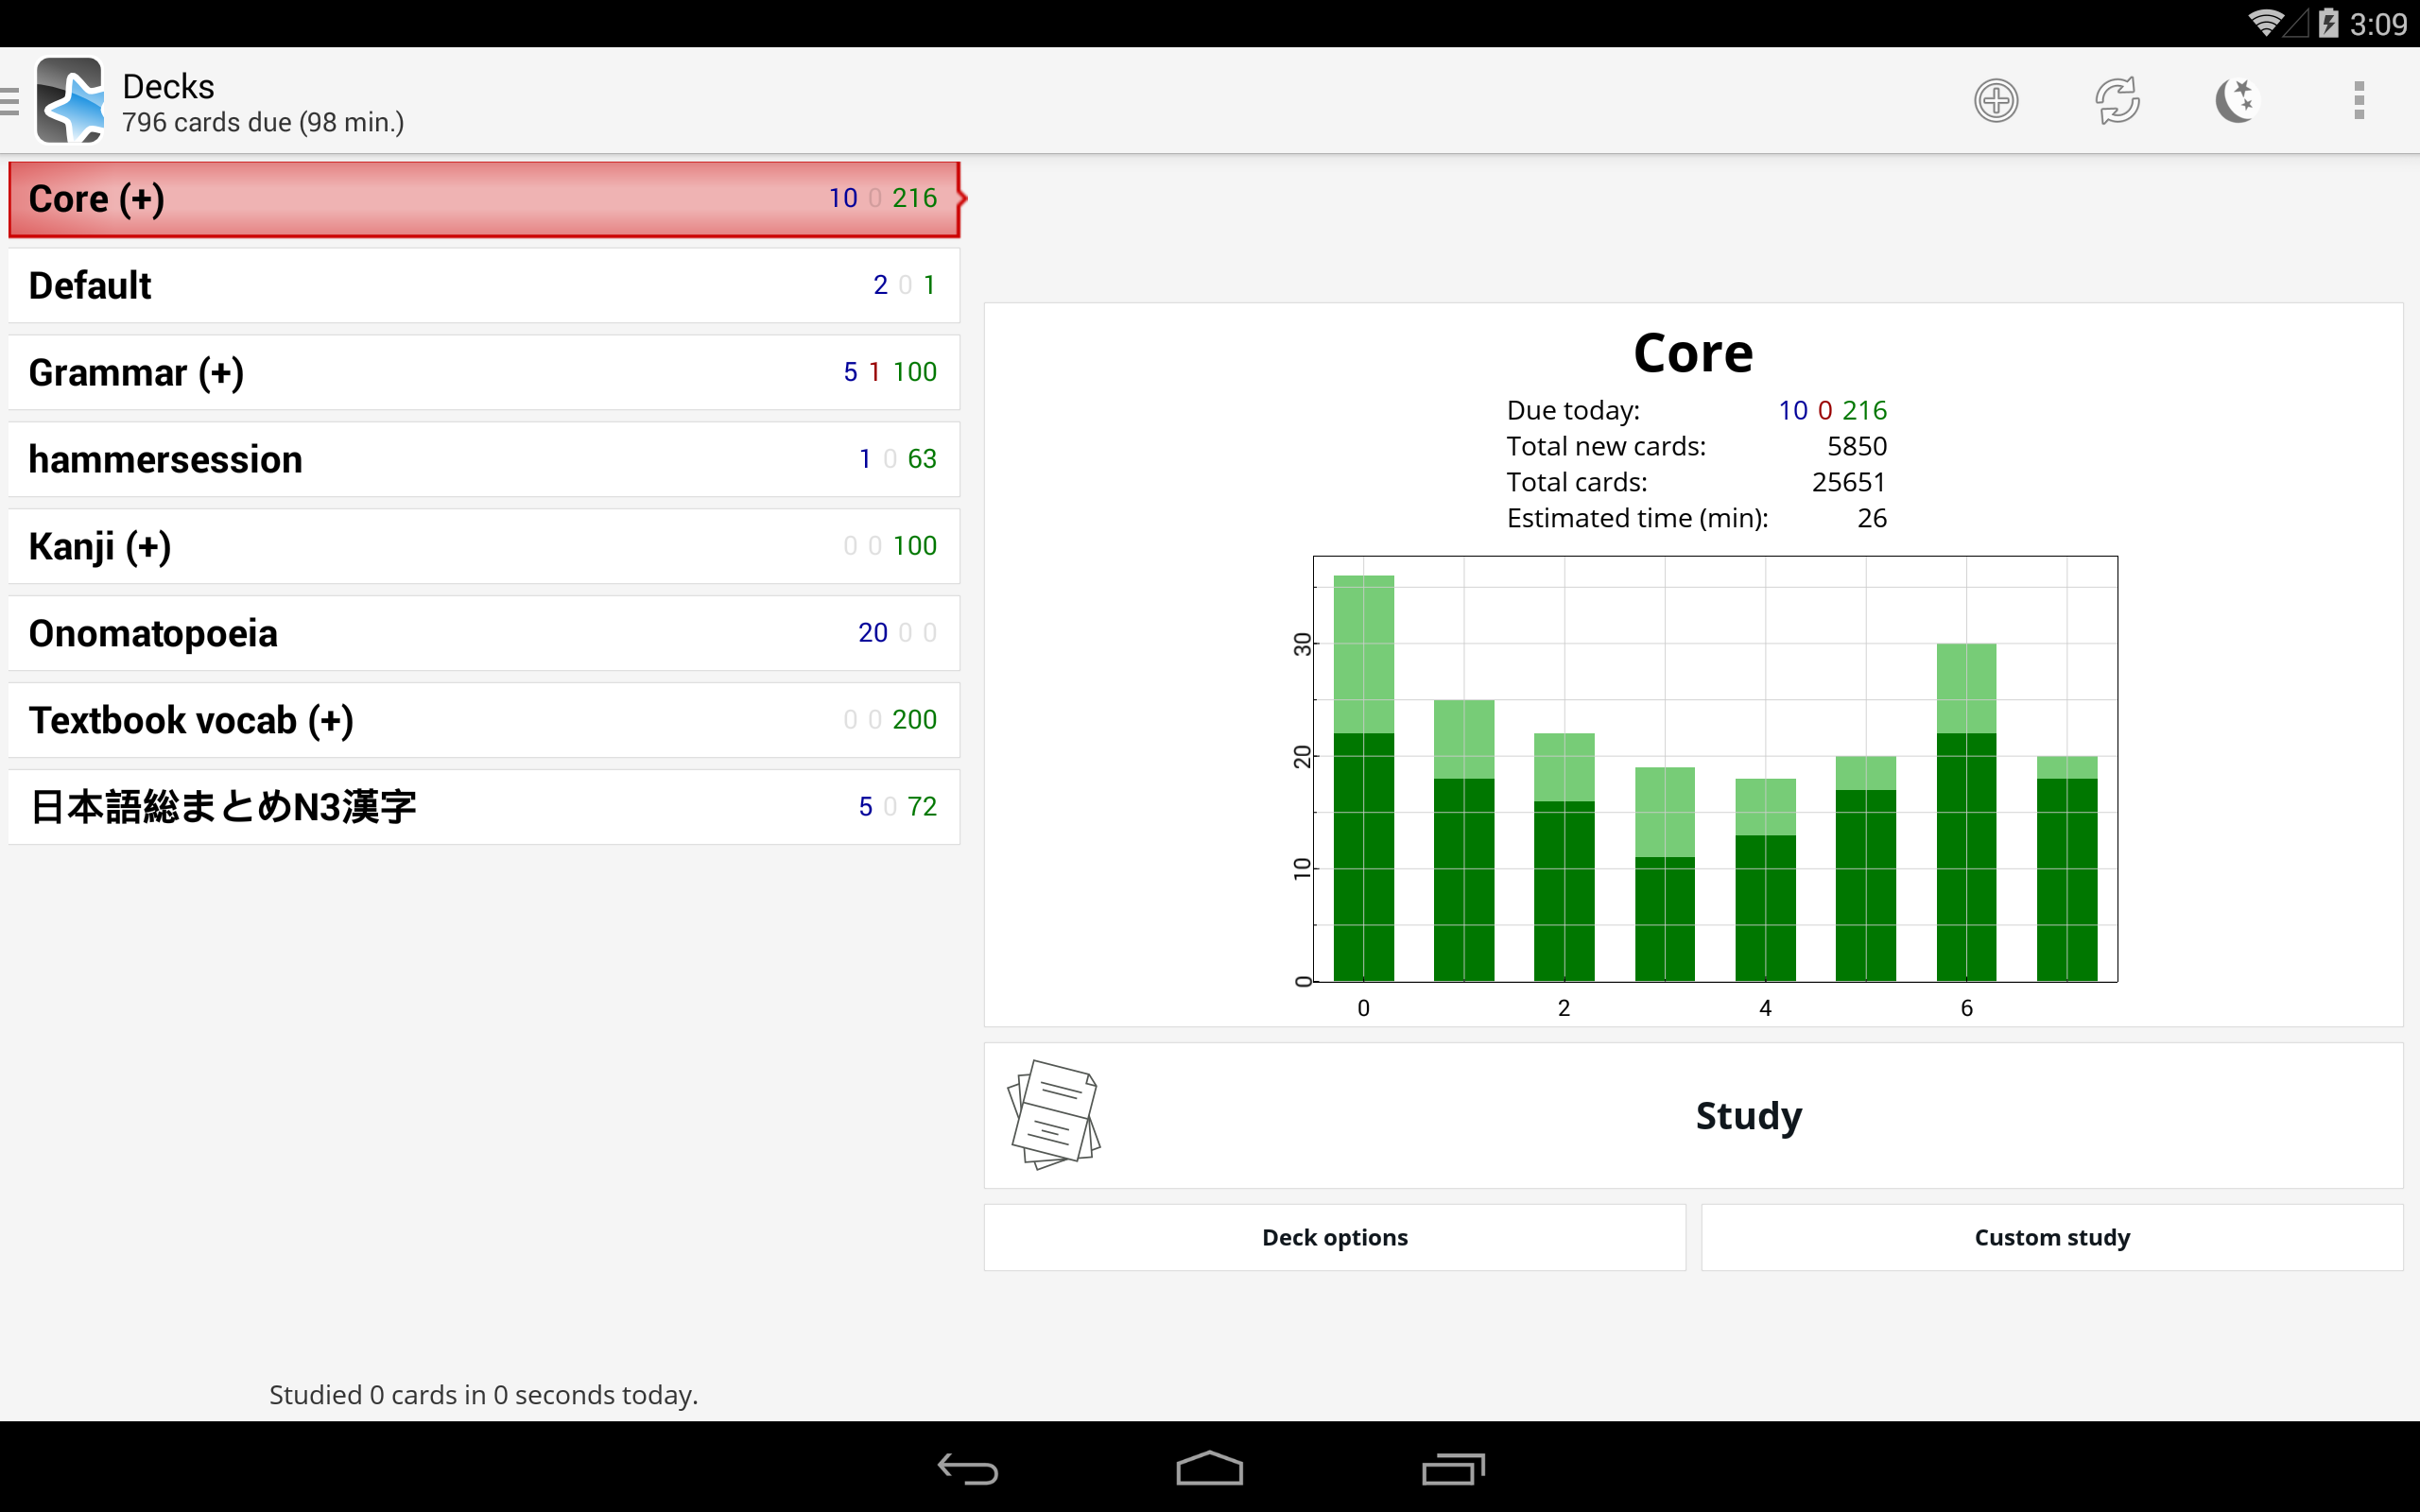 3:09
Decks
796 cards due (98 min.)
Core (+) 10 0 216
Default 2 0 1
Grammar (+) 5 1 100
hammersession 1 0 63
Kanji (+) 0 0 100
Onomatopoeia 20 0 0
Textbook vocab (+) 0 0 200
日本語総まとめN3漢字 5 0 72
Studied 0 cards in 0 seconds today.
Core
Due today: 10 0 216
Total new cards: 5850
Total cards: 25651
Estimated time (min): 26
30
20
10
0
0 2 4 6
Study
Deck options Custom study